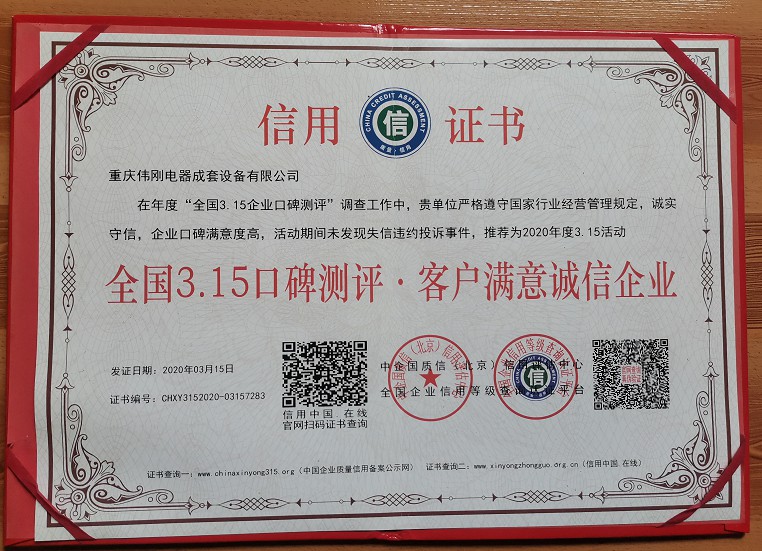 信用
CHINA CREDIT ASSESSMENT
信
证书
重庆伟刚电器成套设备有限公司
在年度“全国3.15企业口碑测评”调查工作中，贵单位严格遵守国家行业经营管理规定，诚实
守信，企业口碑满意度高，活动期间未发现失信违约投诉事件，推荐为2020年度3.15活动
全国3.15口碑测评·客户满意诚信企业
发证日期：2020年03月15日
证书编号：CHXY3152020-03157283
信用中国.在线
官网扫码证书查询
中企国质信（北京）信
中心
全国企业信用等级查
平台
信
证书查询一：www.chinaxinyong315.org（中国企业质量信用备案公示网）
证书查询二：www.xinyongzhongguo.org.cn（信用中国.在线）